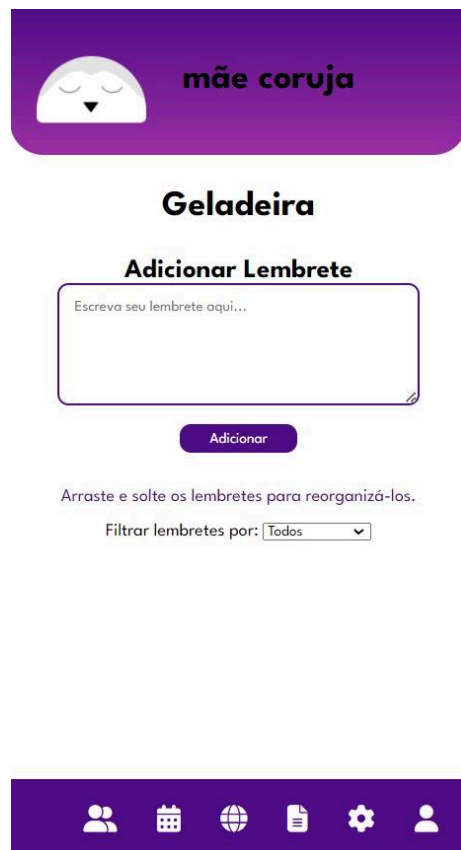 mãe coruja
Geladeira
Adicionar Lembrete
Escreva seu lembrete aqui...
Adicionar
Arraste e solte os lembretes para reorganizá-los.
Filtrar lembretes por: Todos